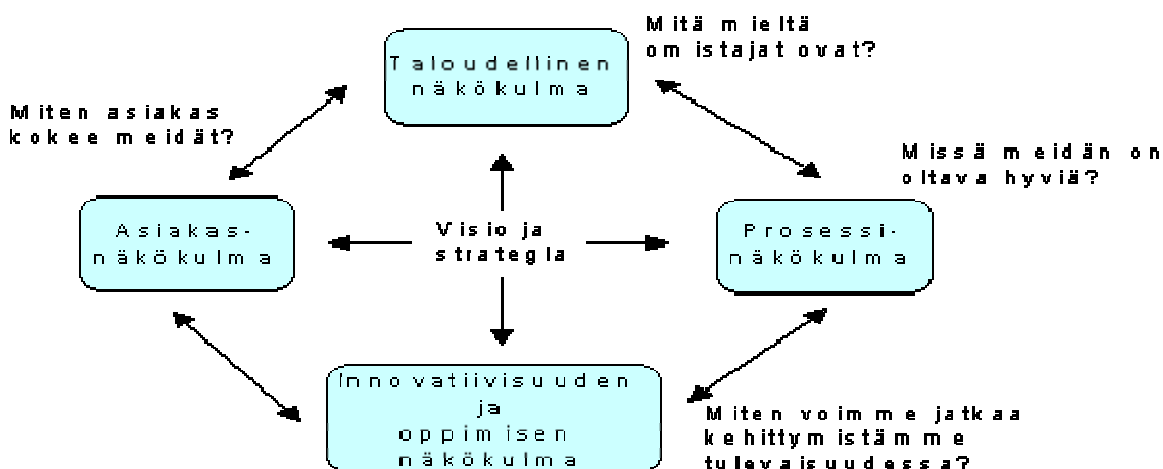 Mitä mieltä
omistajat ovat?
Taloudellinen
näkökulma
Miten asiakas
kokee meidät?
Missä meidän on
oltava hyviä?
Asiakas-
näkökulma
Visio ja
strategia
Prosessi-
näkökulma
Innovatiivisuuden
ja
oppimisen
näkökulma
Miten voimme jatkaa
kehittymistämme
tulevaisuudessa?